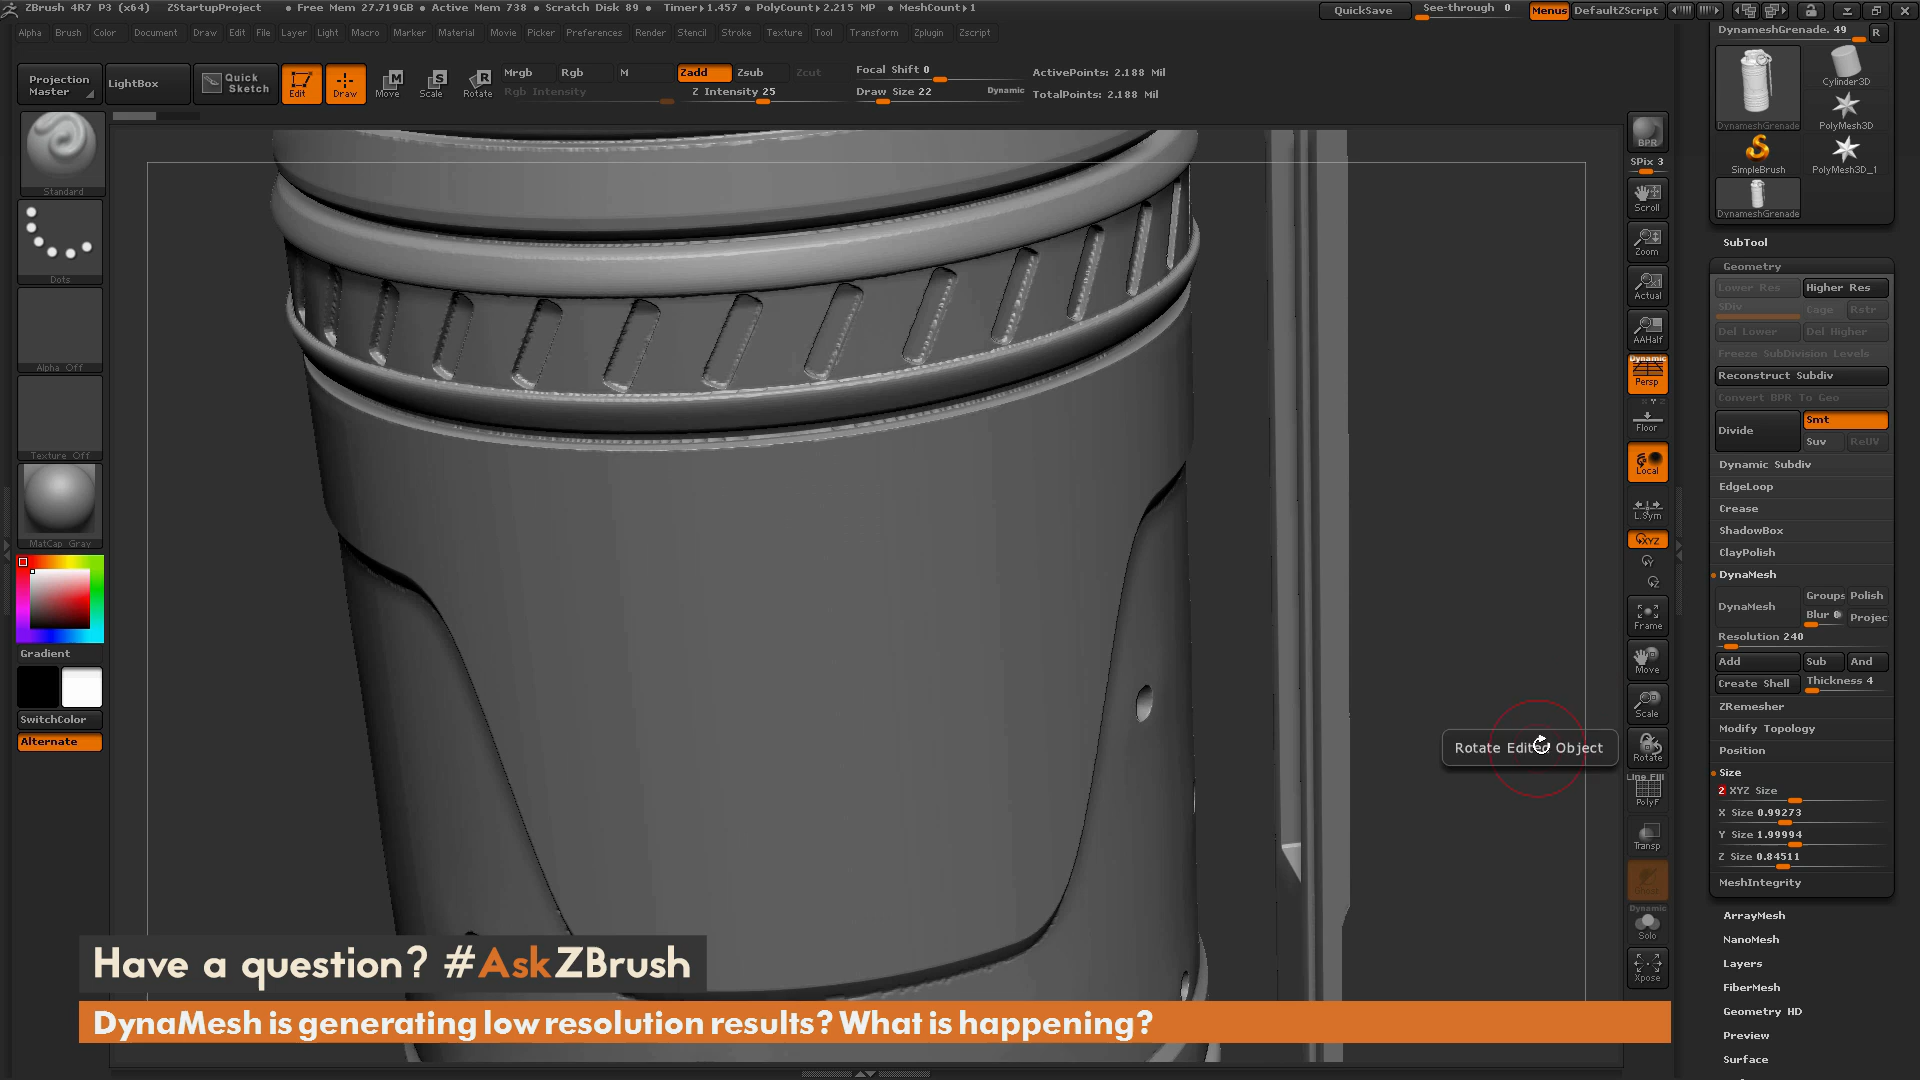 ZBrush 4R7 P3 (x64) ZStartupProject • Free Mem 27.719GB • Active Mem 738 • Scratch Disk 89 • Timer▸1.457 • PolyCount▸2.215 MP • MeshCount▸1
QuickSave See-through 0 Menus DefaultZScript
Alpha Brush Color Document Draw Edit File Layer Light Macro Marker Material Movie Picker Preferences Render Stencil Stroke Texture Tool Transform Zplugin Zscript
Projection Master
LightBox
Quick Sketch
Edit
Draw
Move
Scale
Rotate
Mrgb Rgb M
Rgb Intensity
Zadd Zsub Zcut
Z Intensity 25
Focal Shift 0
Draw Size 22 Dynamic
ActivePoints: 2.188 Mil
TotalPoints: 2.188 Mil
Standard
Dots
Alpha Off
Texture Off
MatCap Gray
Gradient
SwitchColor
Alternate
BPR
SPix 3
Scroll
Zoom
Actual
AAHalf
Dynamic
Persp
Floor
Local
L.Sym
XYZ
Y
Z
Frame
Move
Scale
Rotate
Line Fill
PolyF
Transp
Ghost
Dynamic
Solo
Xpose
Rotate Edited Object
DynameshGrenade. 49 R
DynameshGrenade
Cylinder3D
PolyMesh3D
SimpleBrush
PolyMesh3D_1
DynameshGrenade
SubTool
Geometry
Lower Res Higher Res
SDiv Cage Rstr
Del Lower Del Higher
Freeze SubDivision Levels
Reconstruct Subdiv
Convert BPR To Geo
Divide Smt
Suv ReUV
Dynamic Subdiv
EdgeLoop
Crease
ShadowBox
ClayPolish
DynaMesh
DynaMesh Groups Polish
Blur 0 Projec
Resolution 240
Add Sub And
Create Shell Thickness 4
ZRemesher
Modify Topology
Position
Size
2 XYZ Size
X Size 0.99273
Y Size 1.99994
Z Size 0.84511
MeshIntegrity
ArrayMesh
NanoMesh
Layers
FiberMesh
Geometry HD
Preview
Surface
Have a question? #AskZBrush
DynaMesh is generating low resolution results? What is happening?